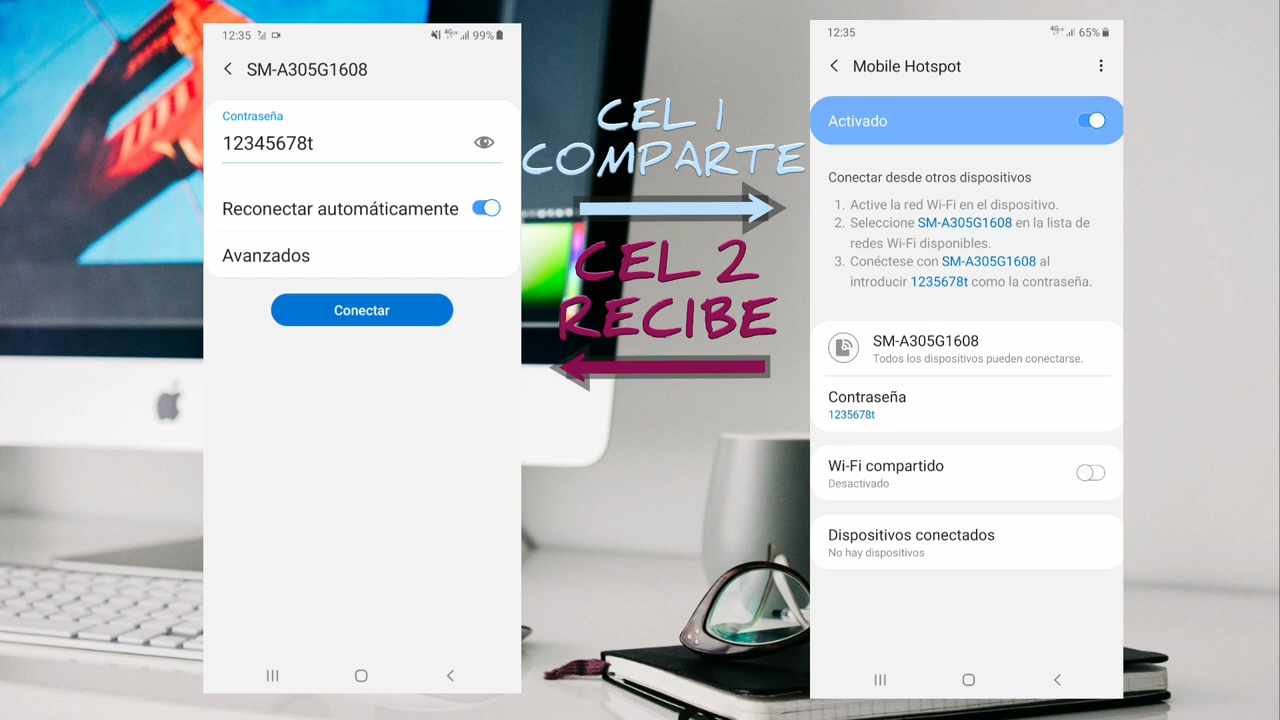 12:35
99%
SM-A305G1608
Contraseña
12345678t
Reconectar automáticamente
Avanzados
Conectar
CEL 1
COMPARTE
CEL 2
RECIBE
12:35
65%
Mobile Hotspot
Activado
Conectar desde otros dispositivos
1. Active la red Wi-Fi en el dispositivo.
2. Seleccione SM-A305G1608 en la lista de
redes Wi-Fi disponibles.
3. Conéctese con SM-A305G1608 al
introducir 1235678t como la contraseña.
SM-A305G1608
Todos los dispositivos pueden conectarse.
Contraseña
1235678t
Wi-Fi compartido
Desactivado
Dispositivos conectados
No hay dispositivos